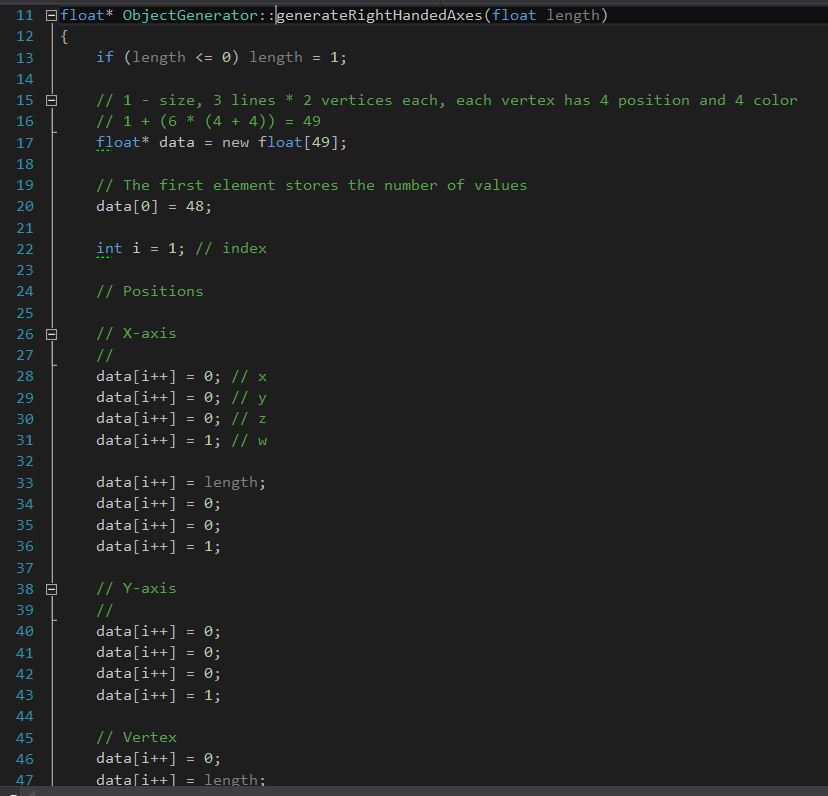 11 float* ObjectGenerator::generateRightHandedAxes(float length)
12 {
13 if (length <= 0) length = 1;
14
15 // 1 - size, 3 lines * 2 vertices each, each vertex has 4 position and 4 color
16 // 1 + (6 * (4 + 4)) = 49
17 float* data = new float[49];
18
19 // The first element stores the number of values
20 data[0] = 48;
21
22 int i = 1; // index
23
24 // Positions
25
26 // X-axis
27 //
28 data[i++] = 0; // x
29 data[i++] = 0; // y
30 data[i++] = 0; // z
31 data[i++] = 1; // w
32
33 data[i++] = length;
34 data[i++] = 0;
35 data[i++] = 0;
36 data[i++] = 1;
37
38 // Y-axis
39 //
40 data[i++] = 0;
41 data[i++] = 0;
42 data[i++] = 0;
43 data[i++] = 1;
44
45 // Vertex
46 data[i++] = 0;
47 data[i++] = length;